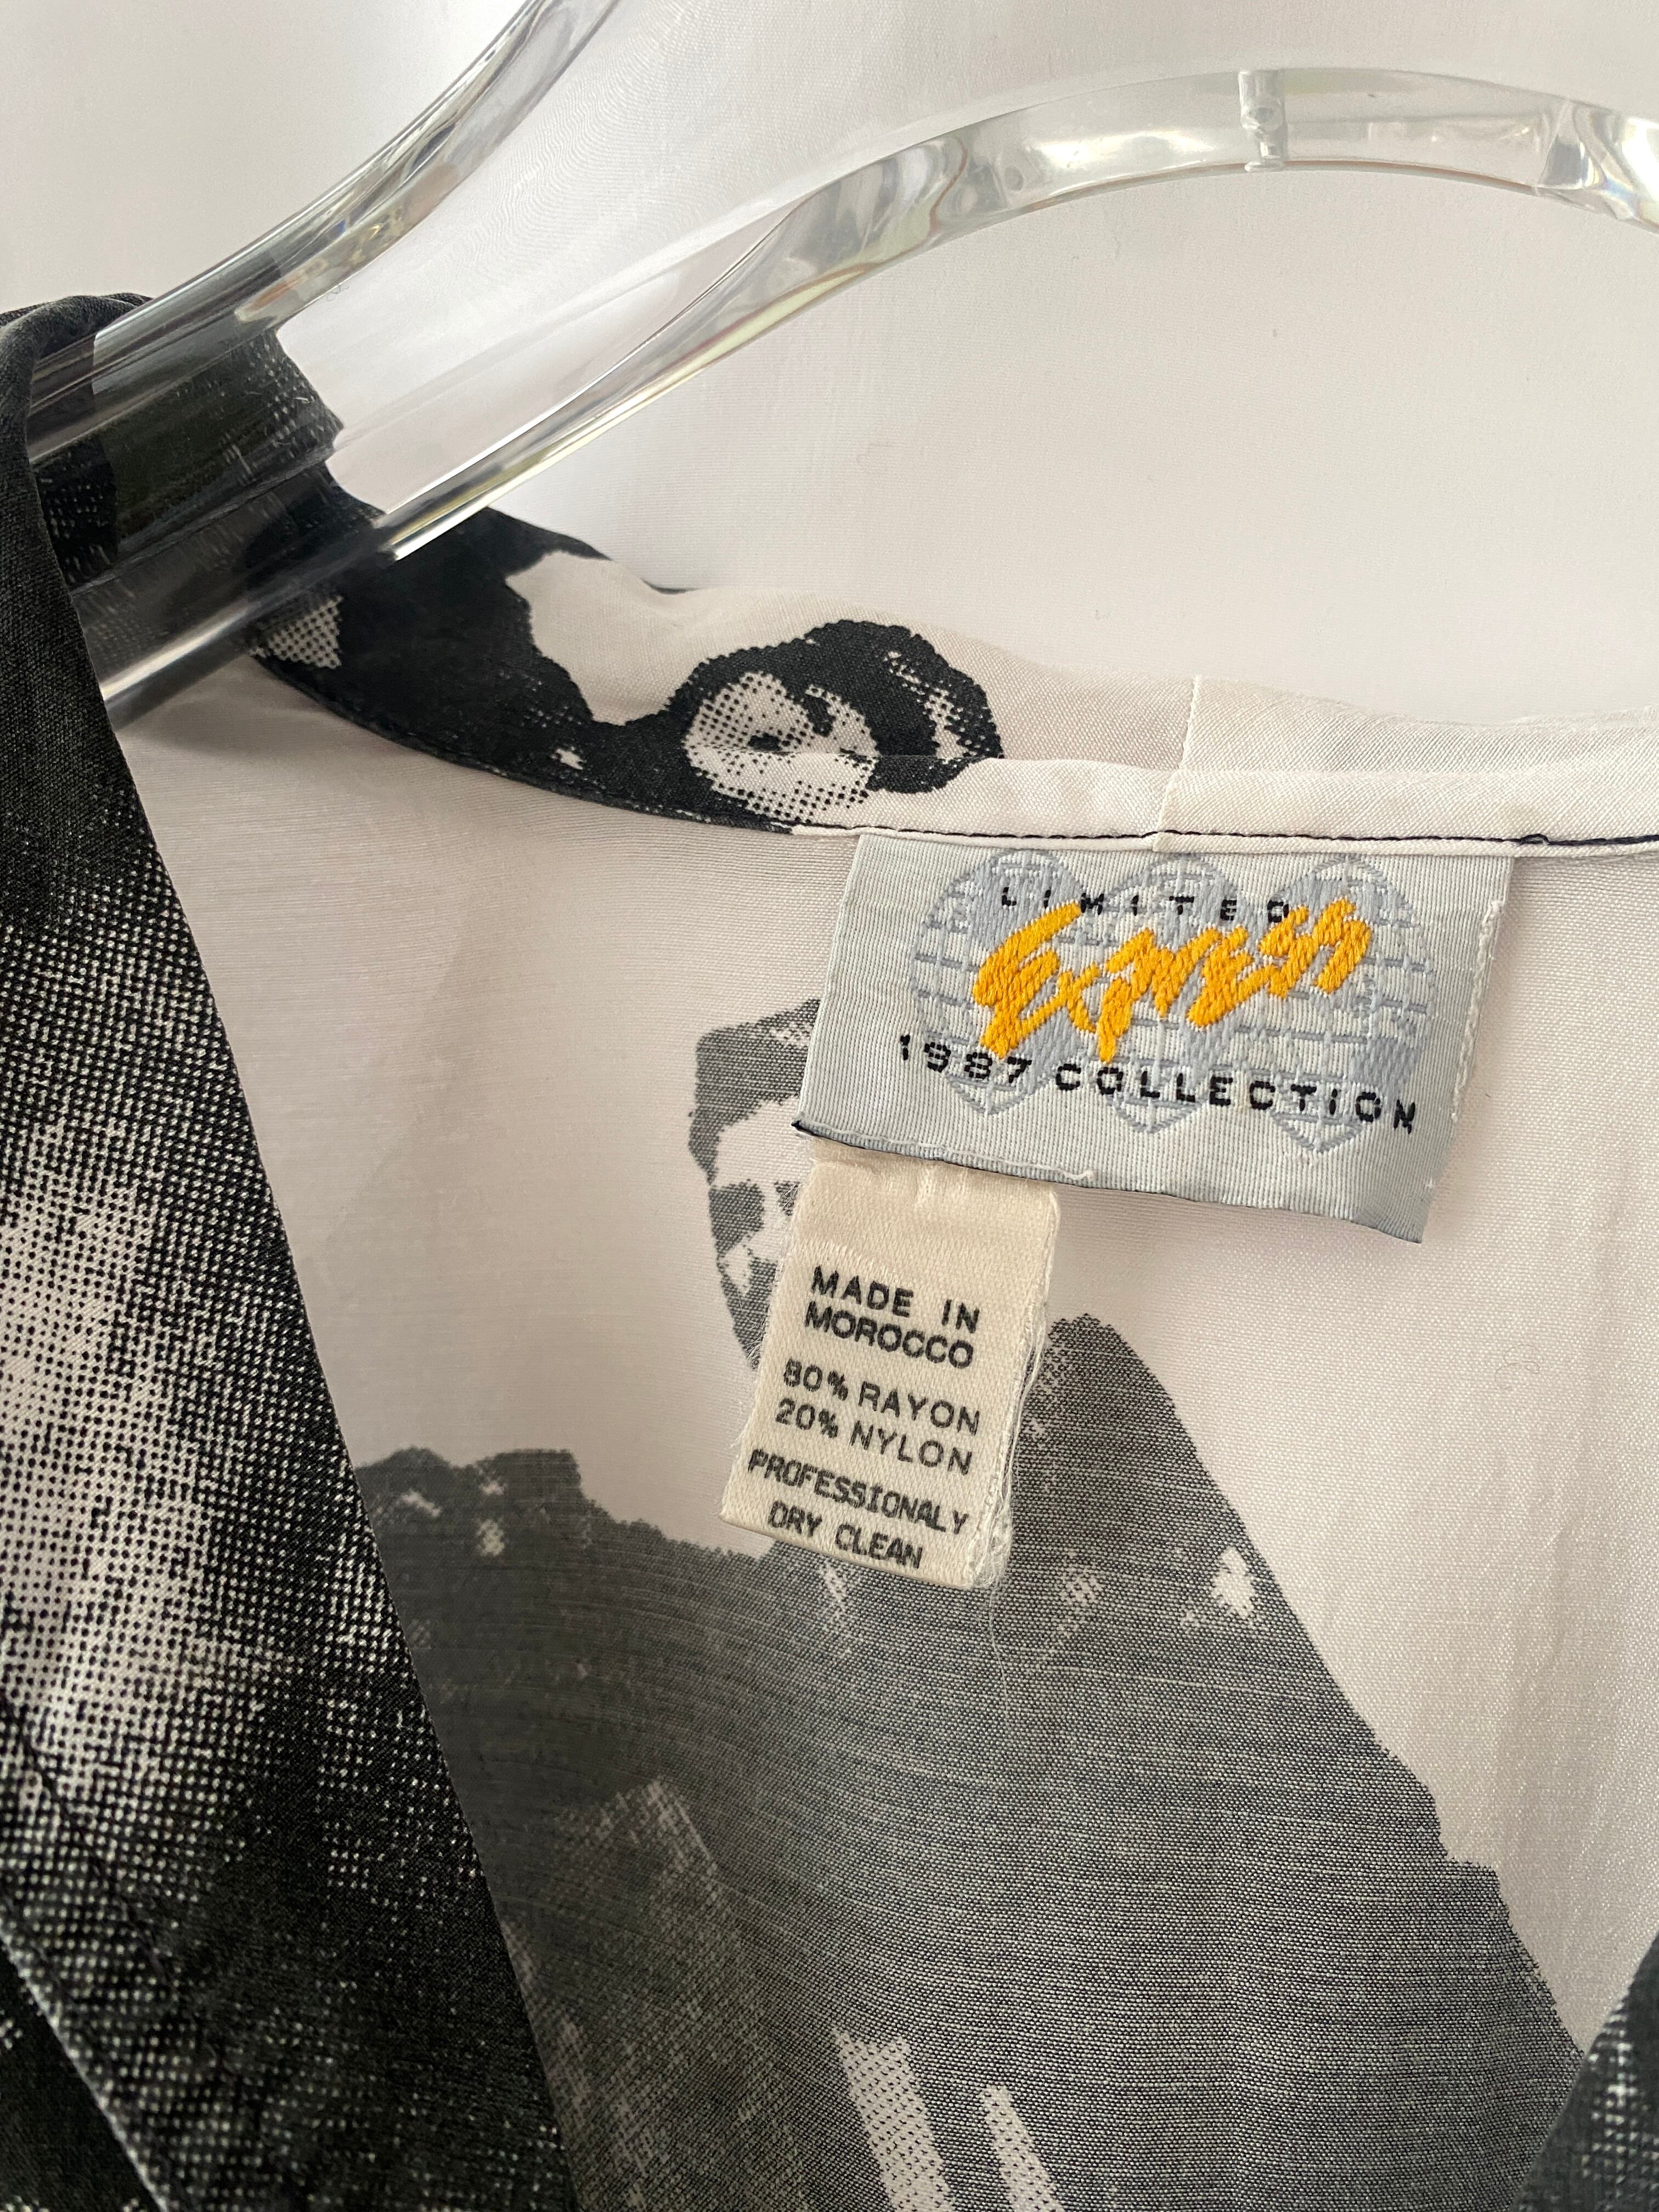 LIMITED
Express
1987 COLLECTION
MADE IN
MOROCCO
80% RAYON
20% NYLON
PROFESSIONALY
DRY CLEAN